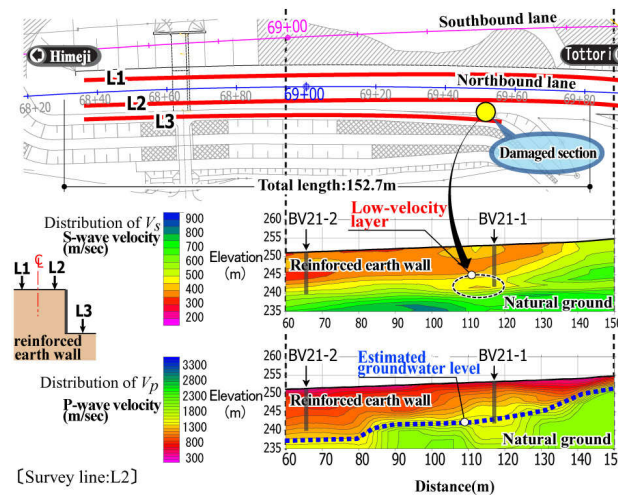 Southbound lane
69+00
Himeji
Tottori
L1
Northbound lane
68+20
68+40
68+60
69+00
69+20
69+40
69+60
L2
L3
Damaged section
Total length:152.7m
Distribution of Vs
S-wave velocity
(m/sec)
900
800
700
600
500
400
300
200
140
Low-velocity
layer
BV21-2
BV21-1
Elevation
(m)
260
255
250
245
240
235
Reinforced earth wall
Natural ground
60
70
80
90
100
110
120
130
140
150
L1
L2
L3
reinforced
earth wall
Distribution of Vp
P-wave velocity
(m/sec)
3300
2800
2300
1800
1300
800
300
Estimated
groundwater level
BV21-2
BV21-1
Elevation
(m)
260
255
250
245
240
235
Reinforced earth wall
Natural ground
60
70
80
90
100
110
120
130
140
150
Distance(m)
〔Survey line:L2〕